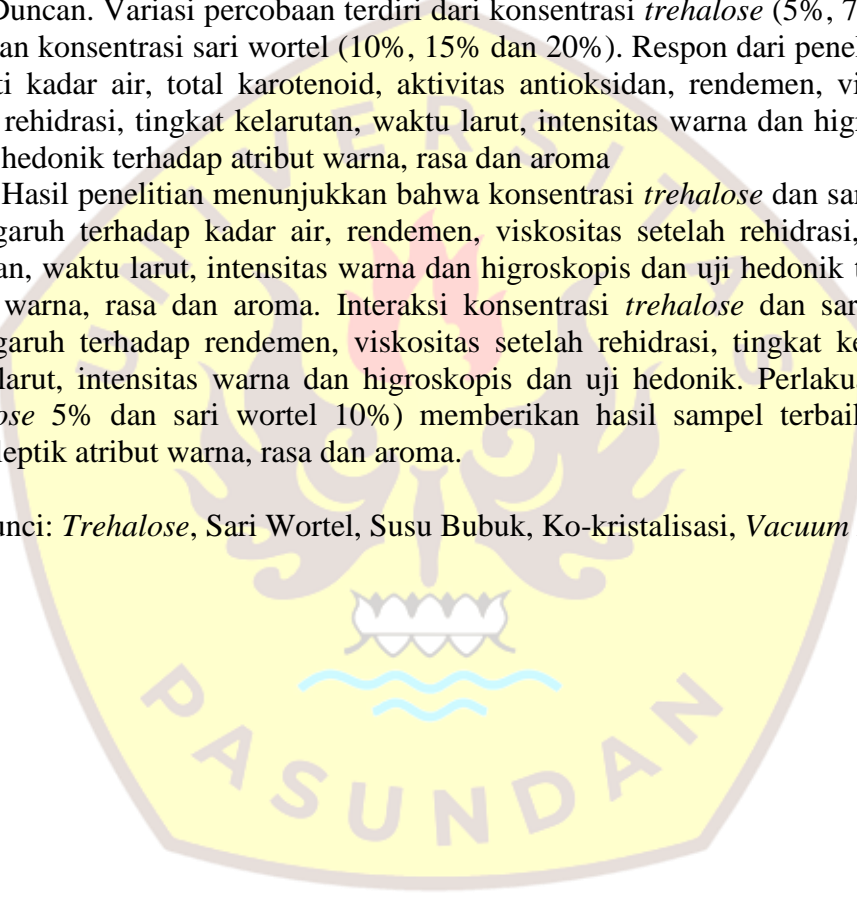 Duncan. Variasi percobaan terdiri dari konsentrasi trehalose (5%, 7
an konsentrasi sari wortel (10%, 15% dan 20%). Respon dari penel
ti kadar air, total karotenoid, aktivitas antioksidan, rendemen, vi
rehidrasi, tingkat kelarutan, waktu larut, intensitas warna dan hig
hedonik terhadap atribut warna, rasa dan aroma
Hasil penelitian menunjukkan bahwa konsentrasi trehalose dan sar
garuh terhadap kadar air, rendemen, viskositas setelah rehidrasi,
an, waktu larut, intensitas warna dan higroskopis dan uji hedonik t
warna, rasa dan aroma. Interaksi konsentrasi trehalose dan sar
garuh terhadap rendemen, viskositas setelah rehidrasi, tingkat ke
larut, intensitas warna dan higroskopis dan uji hedonik. Perlaku
ose 5% dan sari wortel 10%) memberikan hasil sampel terbaik
leptik atribut warna, rasa dan aroma.
unci: Trehalose, Sari Wortel, Susu Bubuk, Ko-kristalisasi, Vacuum
UNIVERSITAS
PASUNDAN